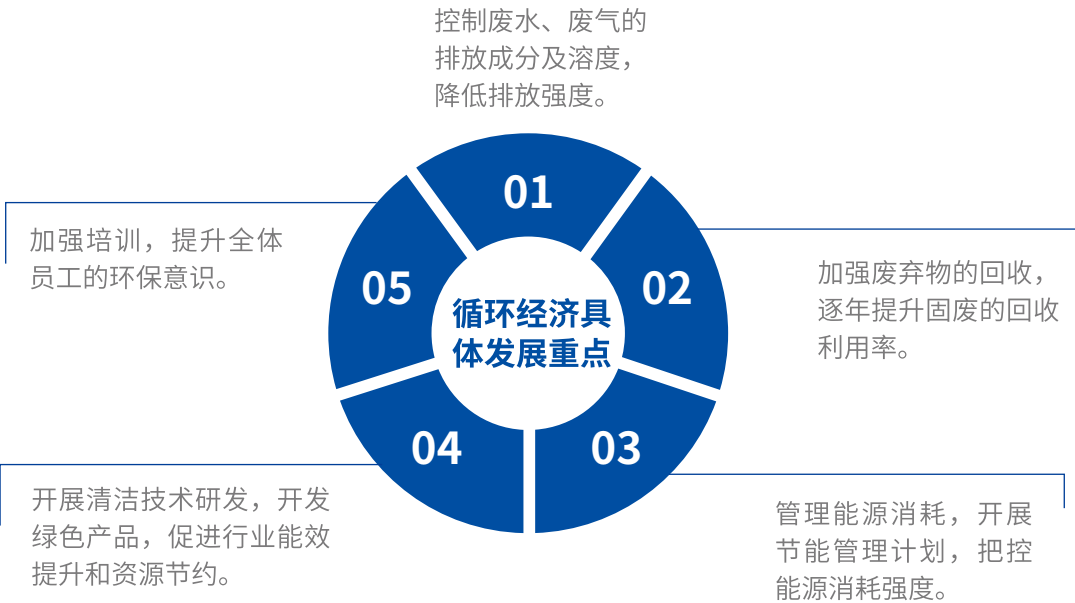 控制废水、废气的
排放成分及溶度，
降低排放强度。
01
02
加强废弃物的回收，
逐年提升固废的回收
利用率。
03
管理能源消耗，开展
节能管理计划，把控
能源消耗强度。
04
开展清洁技术研发，开发
绿色产品，促进行业能效
提升和资源节约。
05
加强培训，提升全体
员工的环保意识。
循环经济具
体发展重点